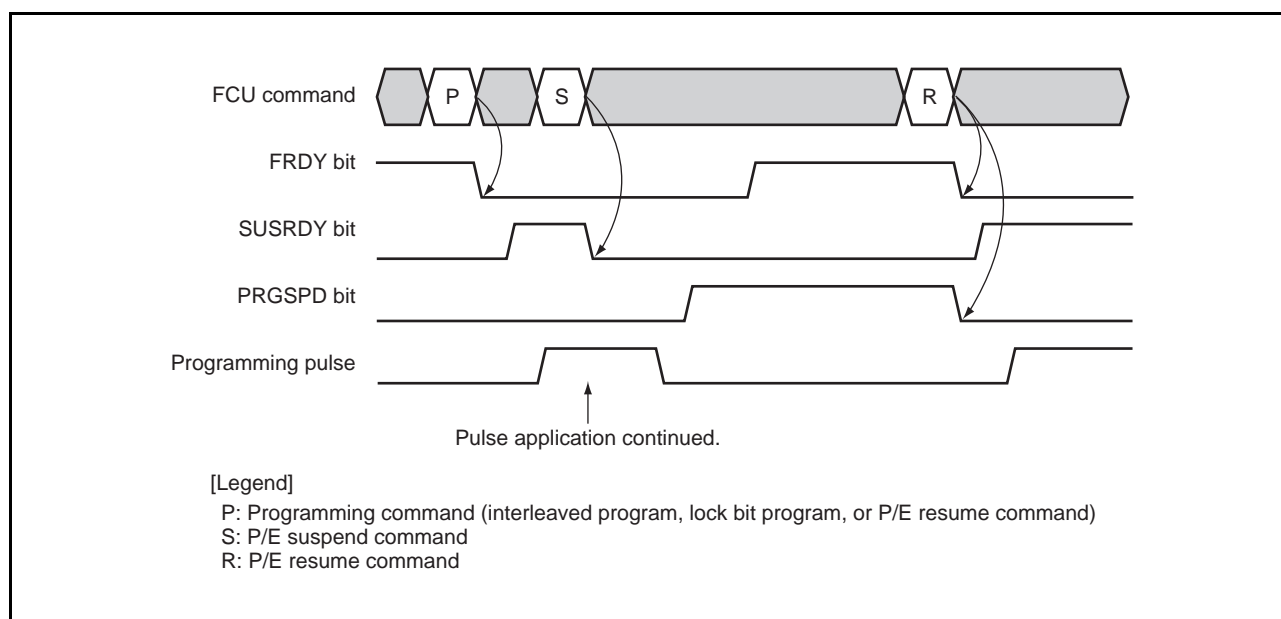 FCU command
P
S
R
FRDY bit
SUSRDY bit
PRGSPD bit
Programming pulse
Pulse application continued.
[Legend]
P: Programming command (interleaved program, lock bit program, or P/E resume command)
S: P/E suspend command
R: P/E resume command